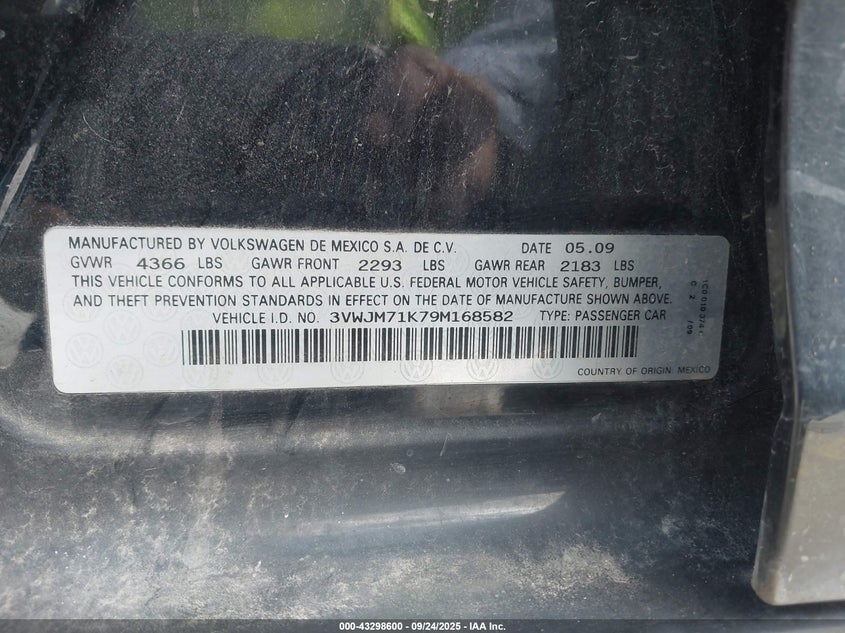 MANUFACTURED BY VOLKSWAGEN DE MEXICO S.A. DE C.V. DATE 05.09
GVWR 4366 LBS GAWR FRONT 2293 LBS GAWR REAR 2183 LBS
THIS VEHICLE CONFORMS TO ALL APPLICABLE U.S. FEDERAL MOTOR VEHICLE SAFETY, BUMPER,
AND THEFT PREVENTION STANDARDS IN EFFECT ON THE DATE OF MANUFACTURE SHOWN ABOVE.
VEHICLE I.D. NO. 3VWJM71K79M168582 TYPE: PASSENGER CAR
COUNTRY OF ORIGIN: MEXICO
000-43298600 - 09/24/2025 - IAA Inc.